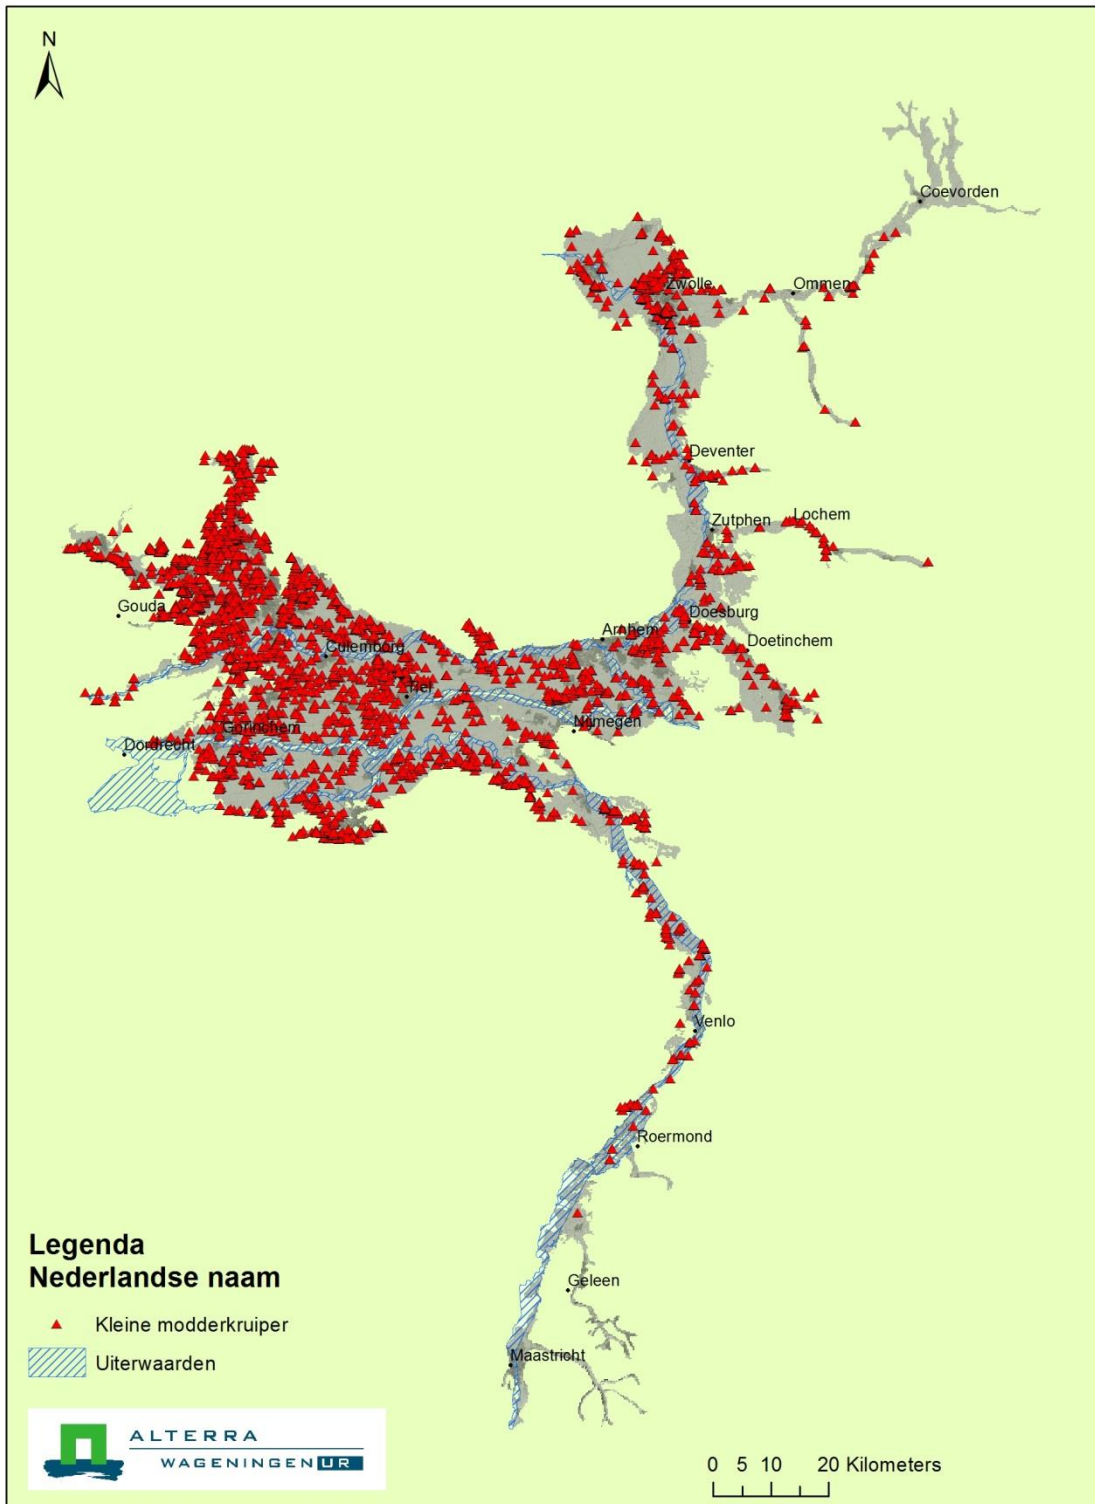 N
Coevorden
Zwolle
Ommen
Deventer
Zutphen
Lochem
Gouda
Doesburg
Arnhem
Doetinchem
Culemborg
Tiel
Nijmegen
Gorinchem
Dordrecht
Venlo
Roermond
Geleen
Maastricht
Legenda
Nederlandse naam
Kleine modderkruiper
Uiterwaarden
ALTERRA
WAGENINGEN UR
0 5 10 20 Kilometers